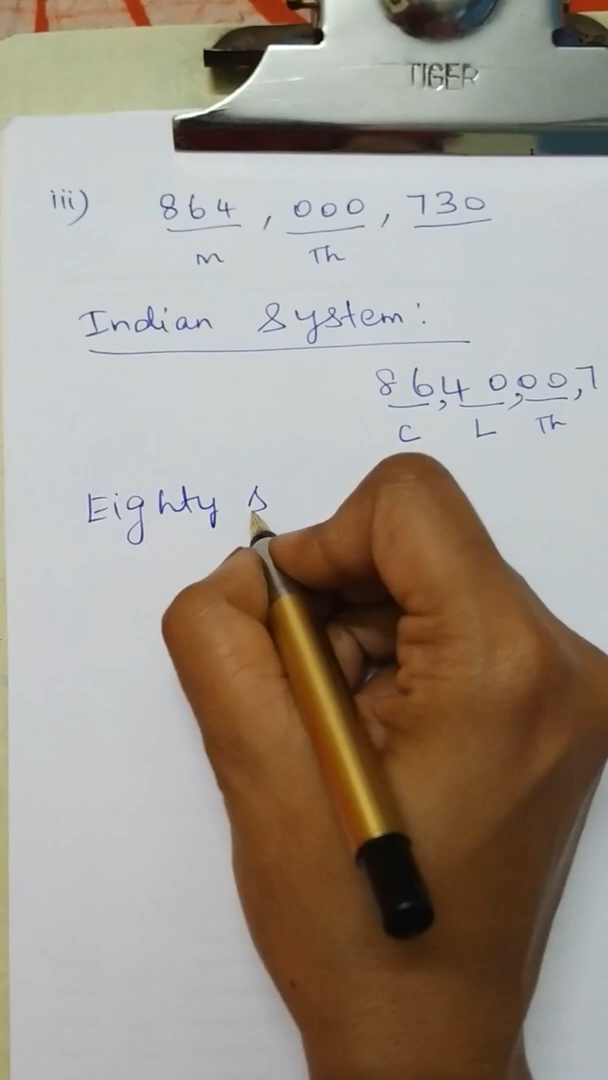 TIGER
iii) 864, 000, 730
m Th
Indian System:
86,40,00,7
C L Th
Eighty s